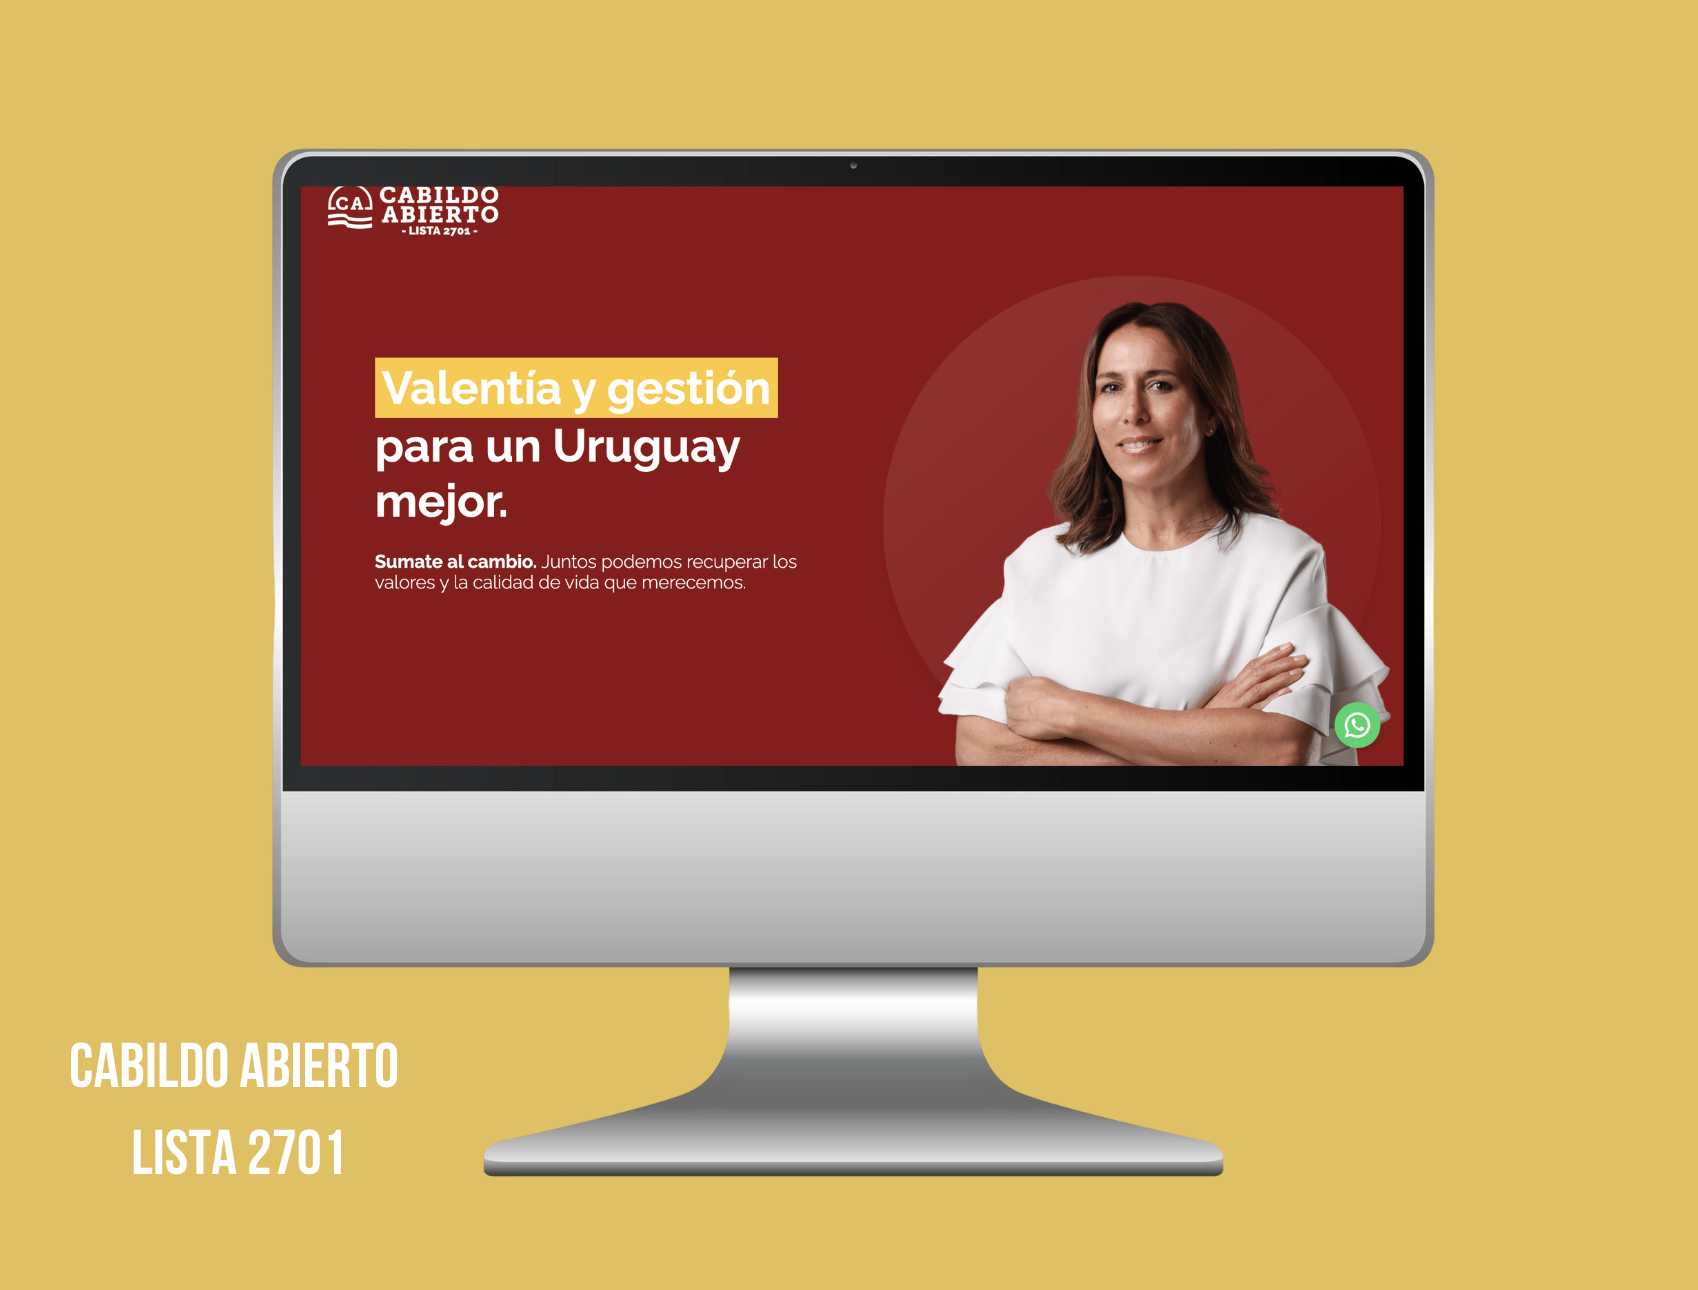 CA CABILDO
ABIERTO
- LISTA 2701 -
Valentía y gestión
para un Uruguay
mejor.
Sumate al cambio. Juntos podemos recuperar los
valores y la calidad de vida que merecemos.
CABILDO ABIERTO
LISTA 2701